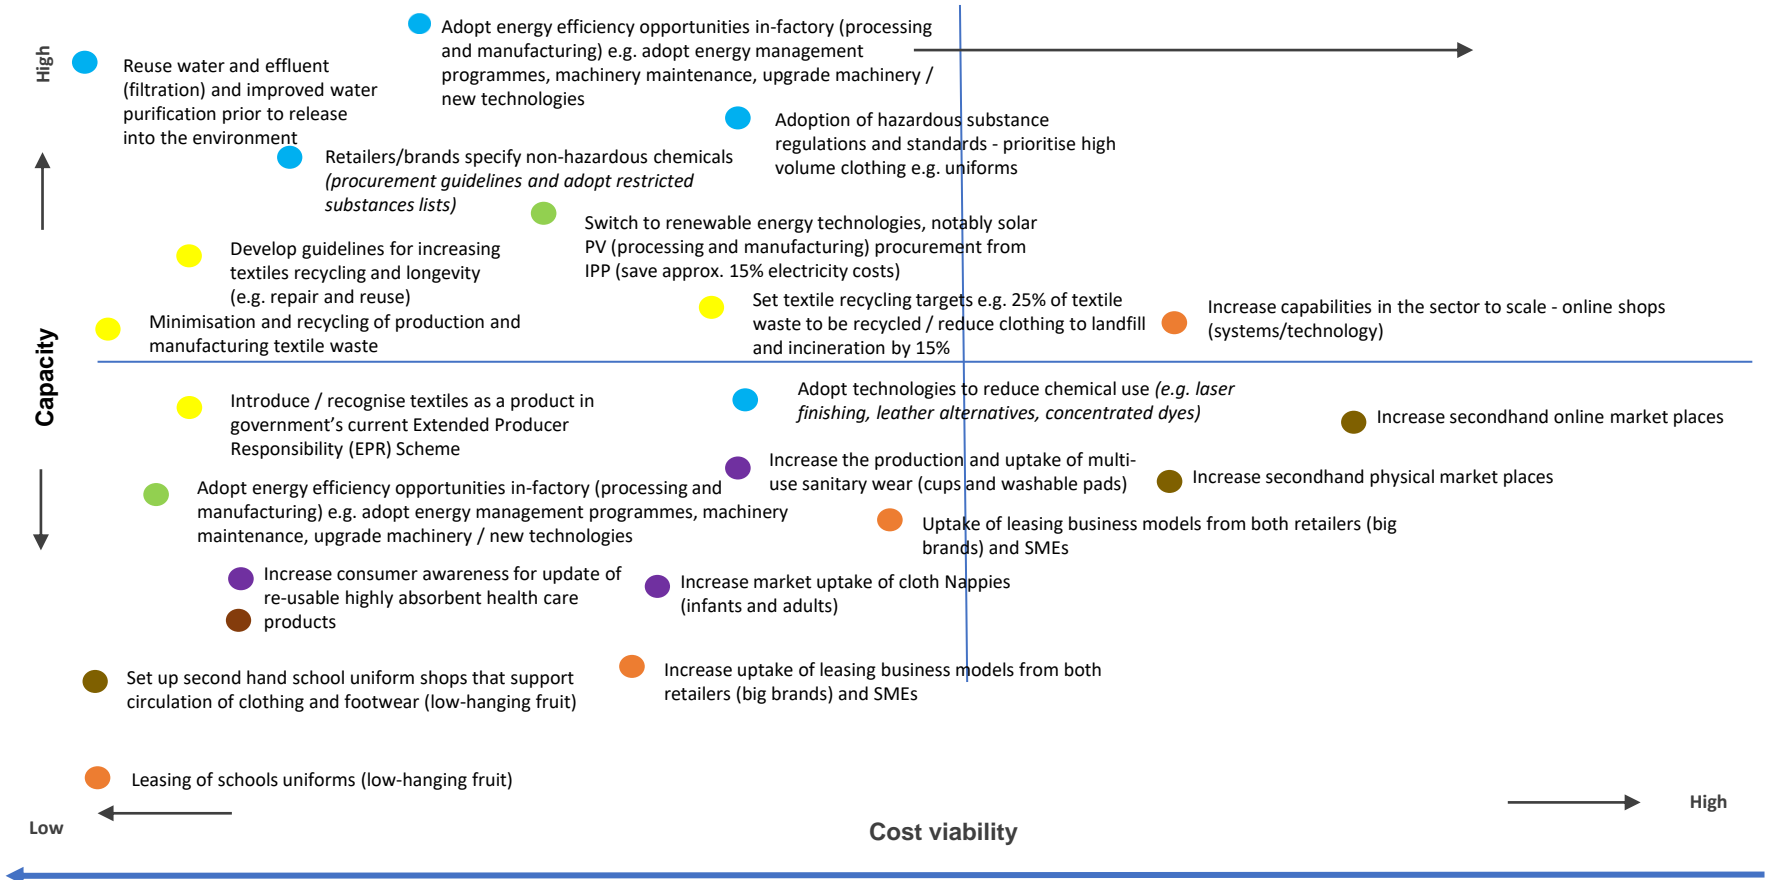 High
Adopt energy efficiency opportunities in-factory (processing
and manufacturing) e.g. adopt energy management
programmes, machinery maintenance, upgrade machinery /
new technologies
Reuse water and effluent
(filtration) and improved water
purification prior to release
into the environment
Adoption of hazardous substance
regulations and standards - prioritise high
volume clothing e.g. uniforms
Retailers/brands specify non-hazardous chemicals
(procurement guidelines and adopt restricted
substances lists)
Switch to renewable energy technologies, notably solar
PV (processing and manufacturing) procurement from
IPP (save approx. 15% electricity costs)
Develop guidelines for increasing
textiles recycling and longevity
(e.g. repair and reuse)
Set textile recycling targets e.g. 25% of textile
waste to be recycled / reduce clothing to landfill
and incineration by 15%
Increase capabilities in the sector to scale - online shops
(systems/technology)
Minimisation and recycling of production and
manufacturing textile waste
Capacity
Introduce / recognise textiles as a product in
government's current Extended Producer
Responsibility (EPR) Scheme
Adopt technologies to reduce chemical use (e.g. laser
finishing, leather alternatives, concentrated dyes)
Increase secondhand online market places
Increase the production and uptake of multi-
use sanitary wear (cups and washable pads)
Increase secondhand physical market places
Adopt energy efficiency opportunities in-factory (processing and
manufacturing) e.g. adopt energy management programmes, machinery
maintenance, upgrade machinery / new technologies
Uptake of leasing business models from both retailers (big
brands) and SMEs
Increase consumer awareness for update of
re-usable highly absorbent health care
products
Increase market uptake of cloth Nappies
(infants and adults)
Set up second hand school uniform shops that support
circulation of clothing and footwear (low-hanging fruit)
Increase uptake of leasing business models from both
retailers (big brands) and SMEs
Leasing of schools uniforms (low-hanging fruit)
Low
Cost viability
High